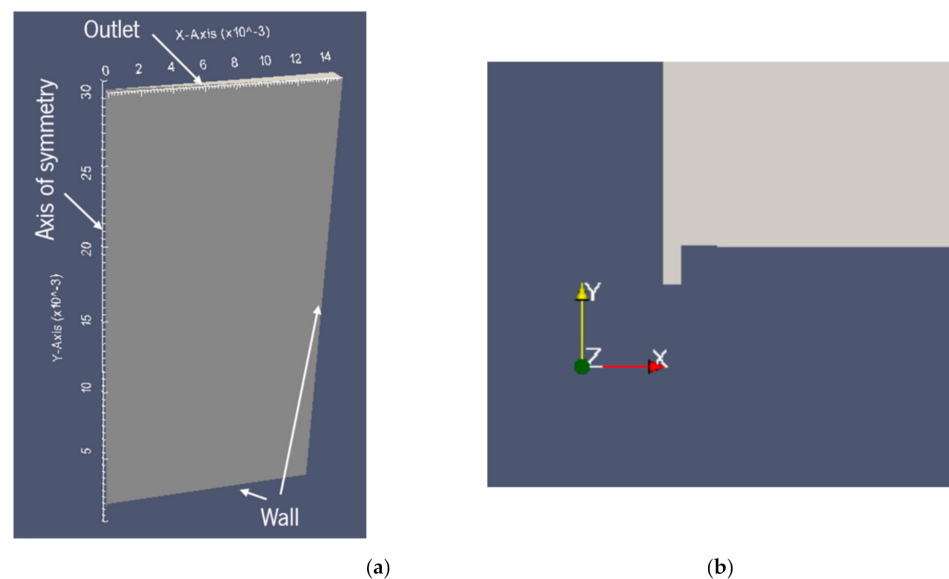 Outlet
X-Axis (x10^-3)
0 2 4 6 8 10 12 14
30
25
20
15
10
5
Axis of symmetry
Y-Axis (x10^-3)
Wall
(a)
Y
Z X
(b)